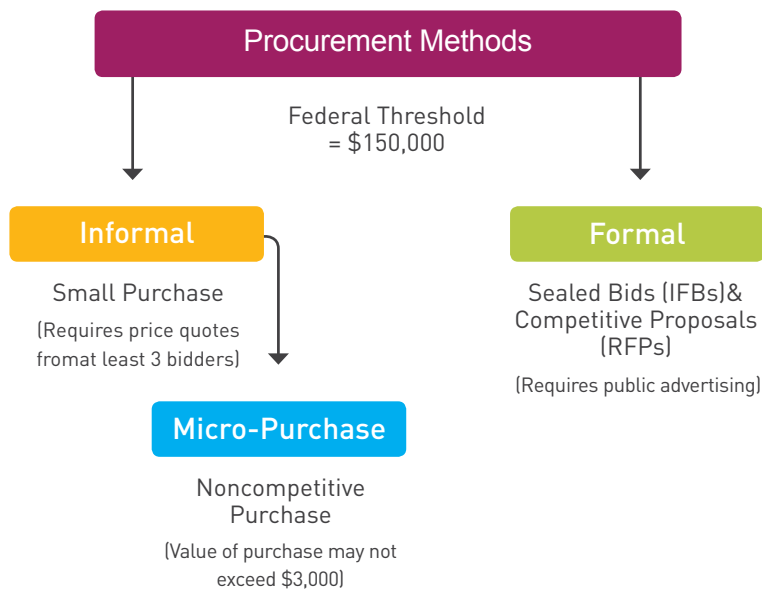 Procurement Methods
Federal Threshold
= $150,000
Informal
Small Purchase
(Requires price quotes
fromat least 3 bidders)
Micro-Purchase
Noncompetitive
Purchase
(Value of purchase may not
exceed $3,000)
Formal
Sealed Bids (IFBs)&
Competitive Proposals
(RFPs)
(Requires public advertising)